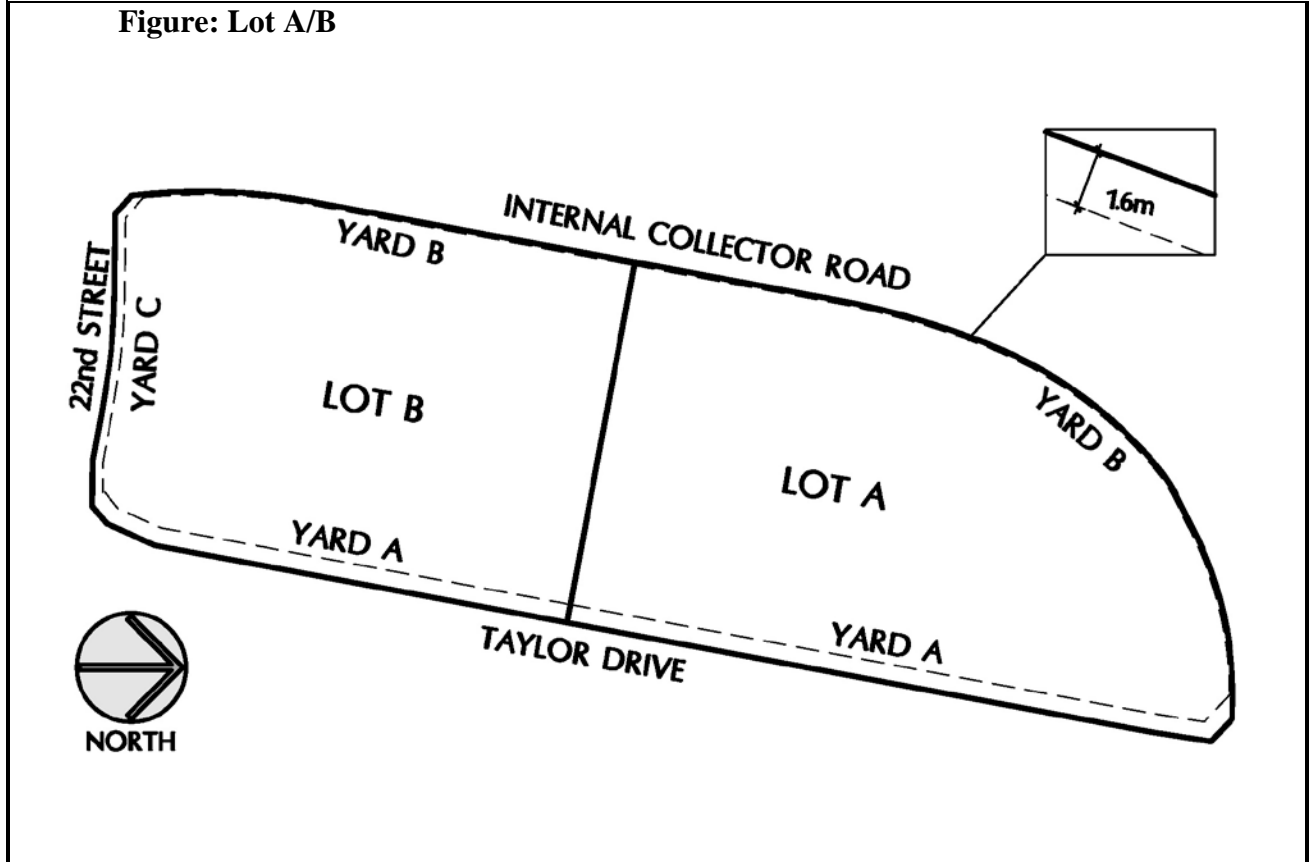 Figure: Lot A/B
1.6m
INTERNAL COLLECTOR ROAD
YARD B
22nd STREET
YARD C
LOT B
YARD B
LOT A
YARD A
YARD A
TAYLOR DRIVE
NORTH